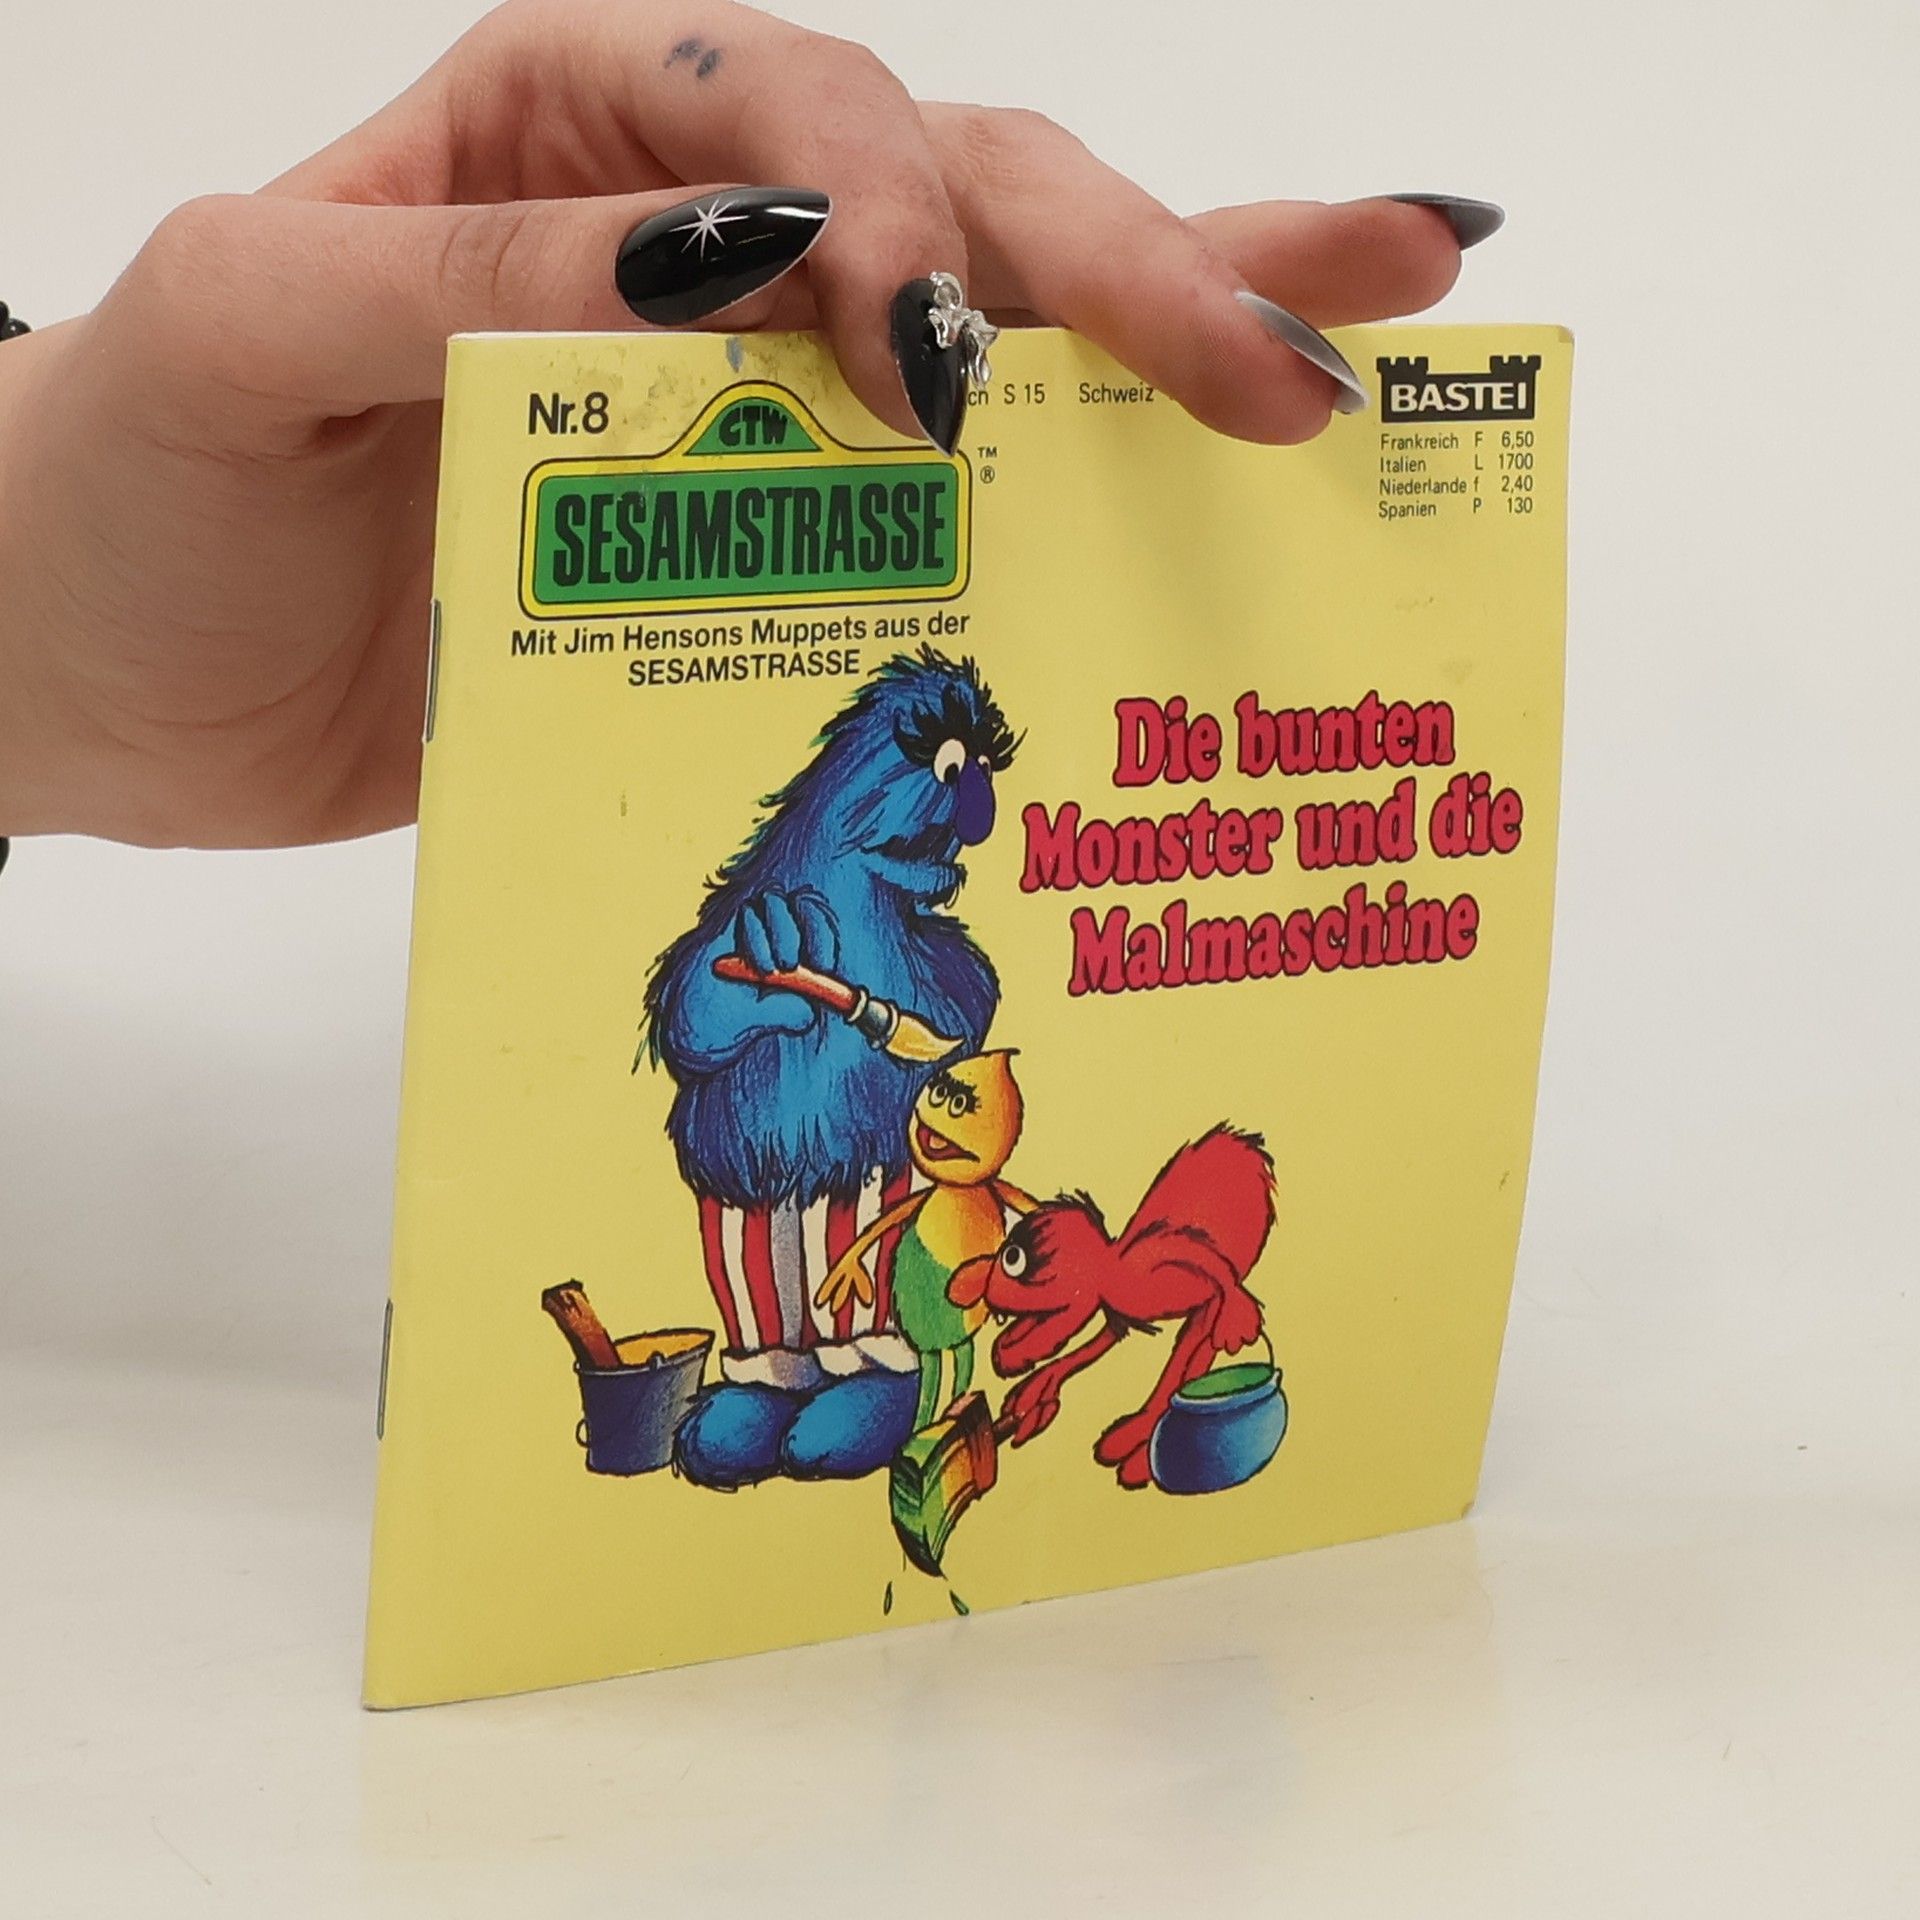 Nr.8
CTW
SESAMSTRASSE
TM
®
Mit Jim Hensons Muppets aus der
SESAMSTRASSE
S 15 Schweiz
BASTEI
Frankreich F 6,50
Italien L 1700
Niederlande f 2,40
Spanien P 130
Die bunten
Monster und die
Malmaschine